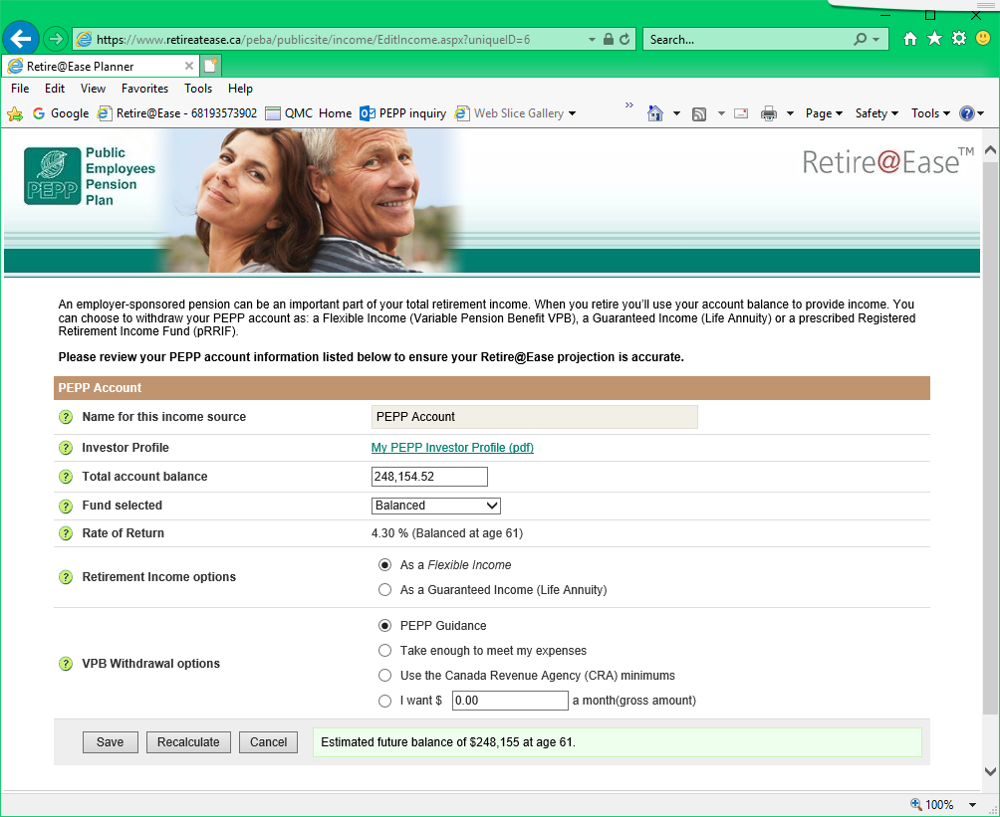 https://www.retireatease.ca/peba/publicsite/income/EditIncome.aspx?uniqueID=6
Search...
Retire@Ease Planner
File Edit View Favorites Tools Help
Google Retire@Ease - 68193573902 QMC Home PEPP inquiry Web Slice Gallery » Page Safety Tools
PEPP
Public
Employees
Pension
Plan
Retire@Ease™
An employer-sponsored pension can be an important part of your total retirement income. When you retire you'll use your account balance to provide income. You
can choose to withdraw your PEPP account as: a Flexible Income (Variable Pension Benefit VPB), a Guaranteed Income (Life Annuity) or a prescribed Registered
Retirement Income Fund (pRRIF).
Please review your PEPP account information listed below to ensure your Retire@Ease projection is accurate.
PEPP Account
? Name for this income source PEPP Account
? Investor Profile My PEPP Investor Profile (pdf)
? Total account balance 248,154.52
? Fund selected Balanced
? Rate of Return 4.30 % (Balanced at age 61)
? Retirement Income options
As a Flexible Income
As a Guaranteed Income (Life Annuity)
? VPB Withdrawal options
PEPP Guidance
Take enough to meet my expenses
Use the Canada Revenue Agency (CRA) minimums
I want $ 0.00 a month(gross amount)
Save Recalculate Cancel Estimated future balance of $248,155 at age 61.
100%